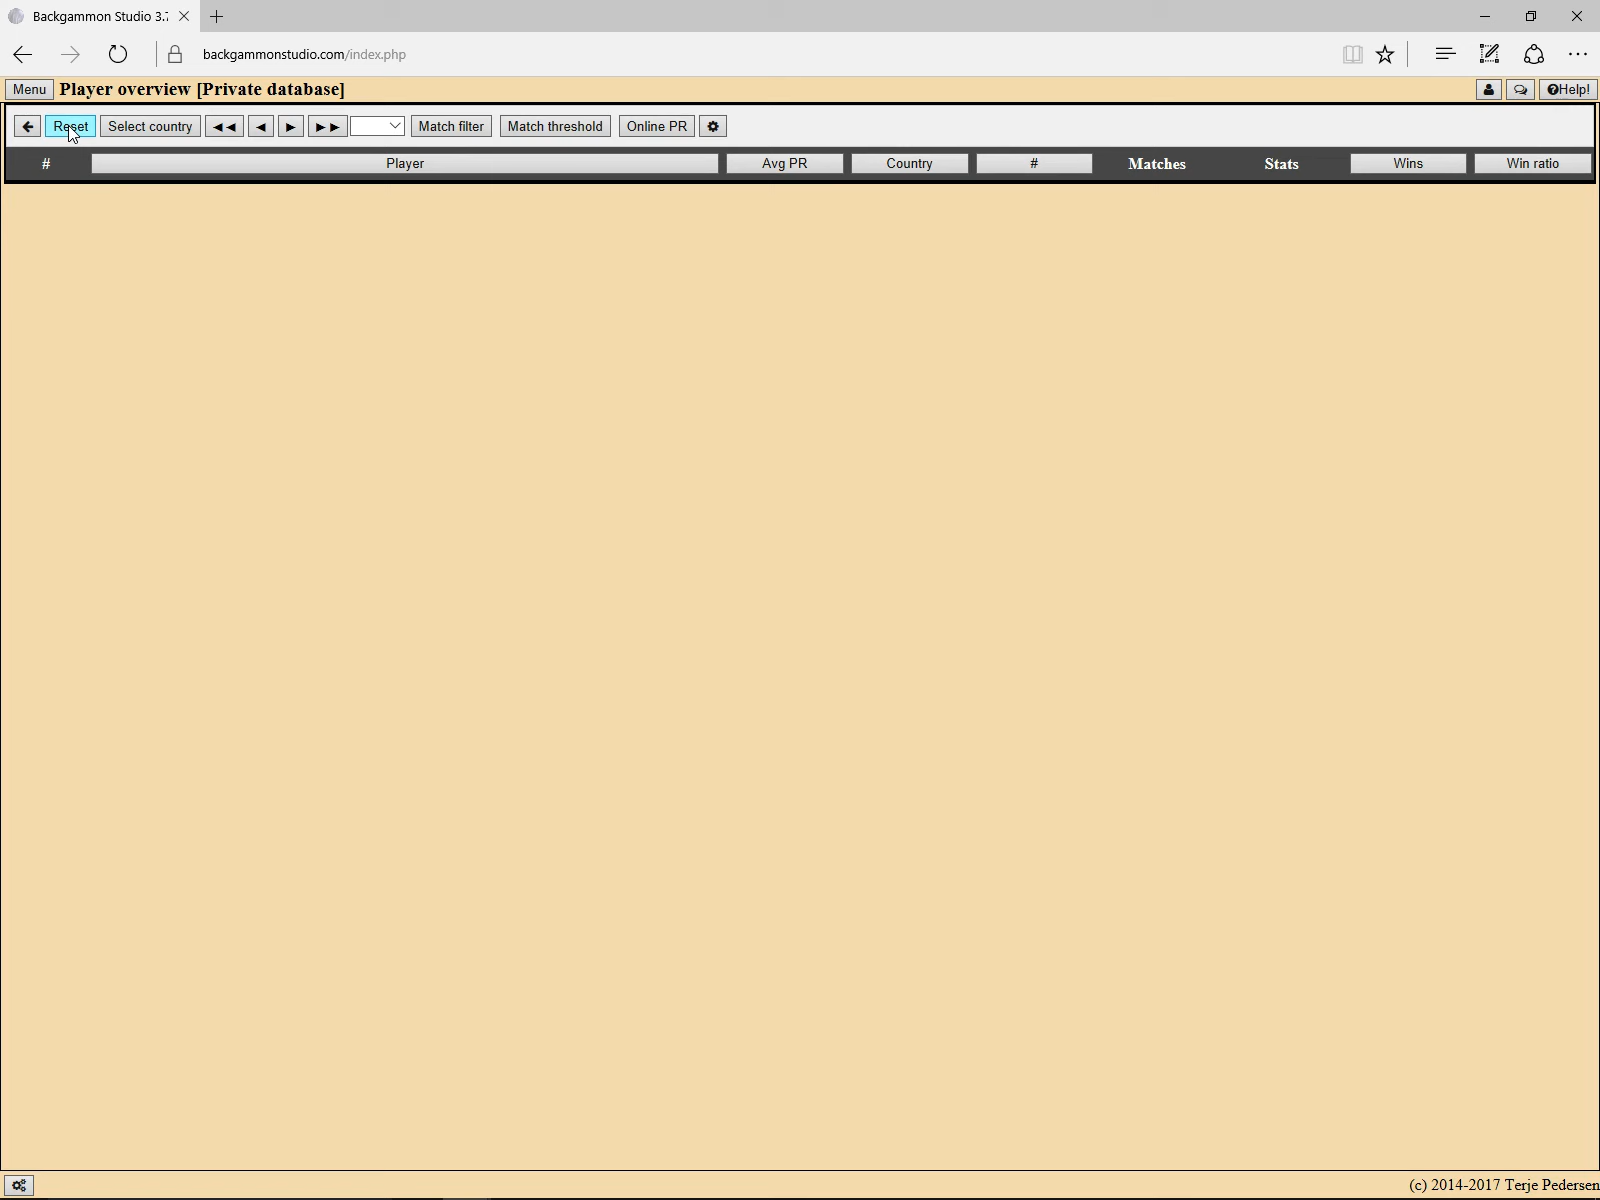 Backgammon Studio 3.7
backgammonstudio.com/index.php
Menu Player overview [Private database] Help!
Reset Select country Match filter Match threshold Online PR
# Player Avg PR Country # Matches Stats Wins Win ratio
(c) 2014-2017 Terje Pedersen